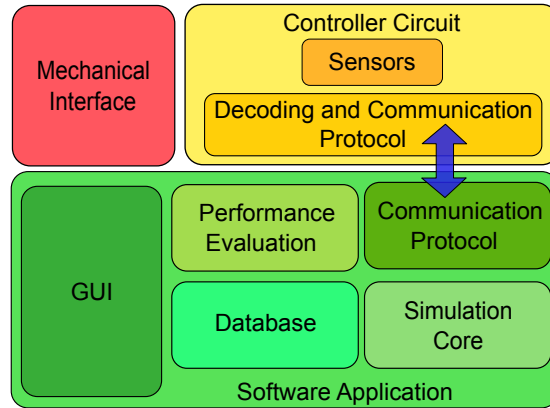 Mechanical
Interface
Controller Circuit
Sensors
Decoding and Communication
Protocol
GUI
Performance
Evaluation
Communication
Protocol
Database
Simulation
Core
Software Application